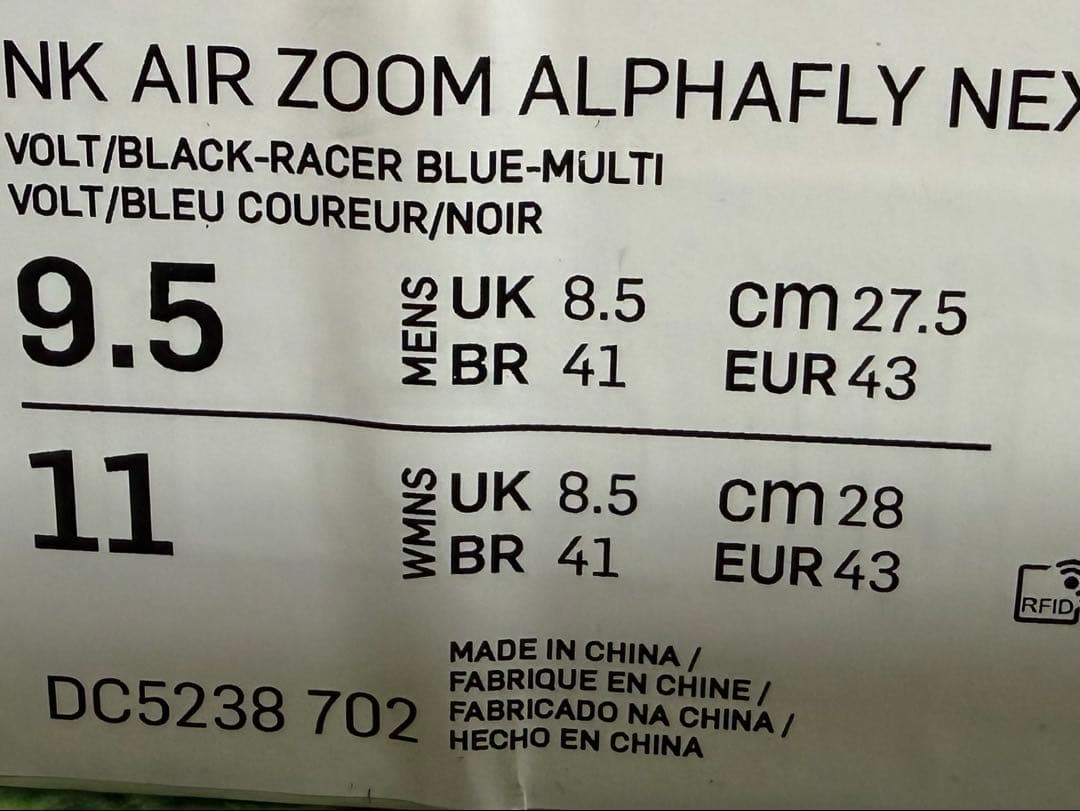 NK AIR ZOOM ALPHAFLY NEX
VOLT/BLACK-RACER BLUE-MULTI
VOLT/BLEU COUREUR/NOIR
9.5 MENS UK 8.5 cm 27.5
BR 41 EUR 43
11 WMNS UK 8.5 cm 28
BR 41 EUR 43
RFID
DC5238 702
MADE IN CHINA /
FABRIQUE EN CHINE /
FABRICADO NA CHINA /
HECHO EN CHINA